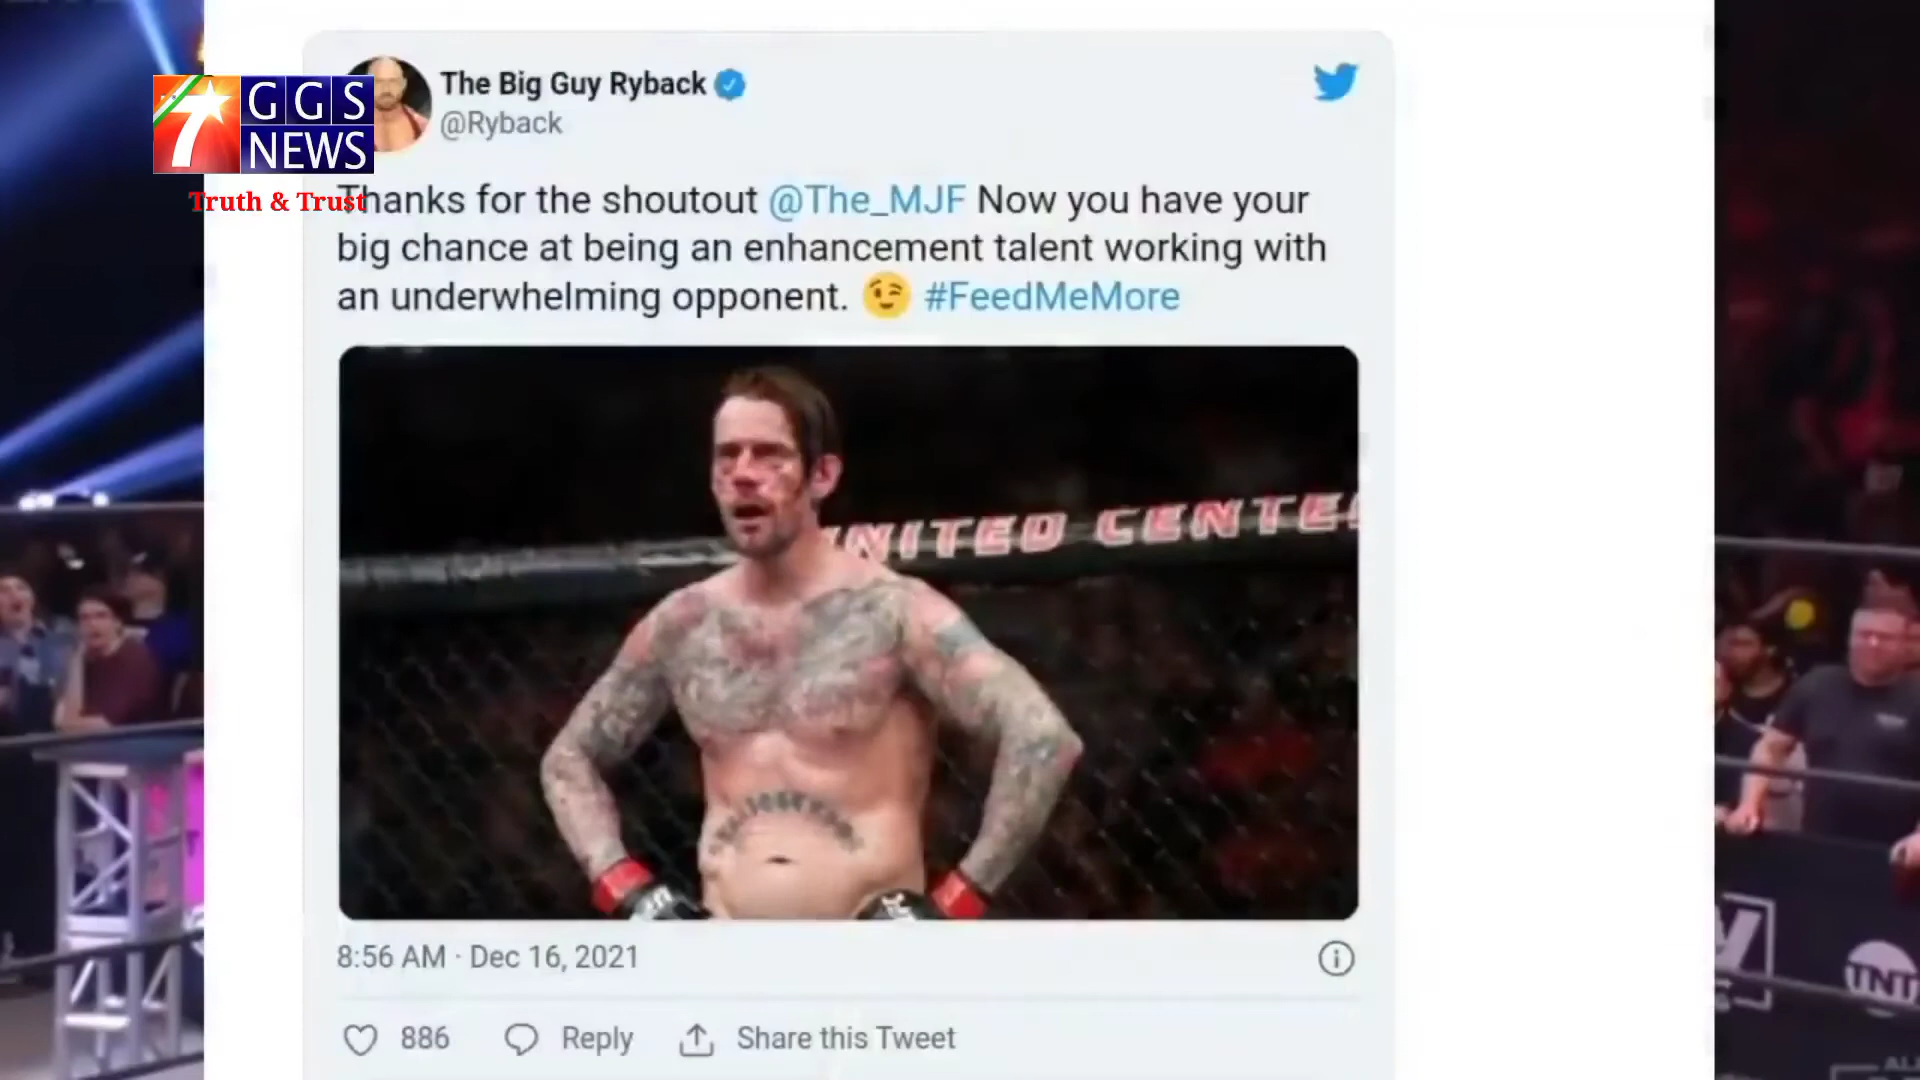 The Big Guy Ryback
@Ryback
7 GGS
NEWS
Truth & Trust
Thanks for the shoutout @The_MJF Now you have your
big chance at being an enhancement talent working with
an underwhelming opponent. 😉 #FeedMeMore
UNITED CENTE
8:56 AM · Dec 16, 2021
TNT
886
Reply
Share this Tweet